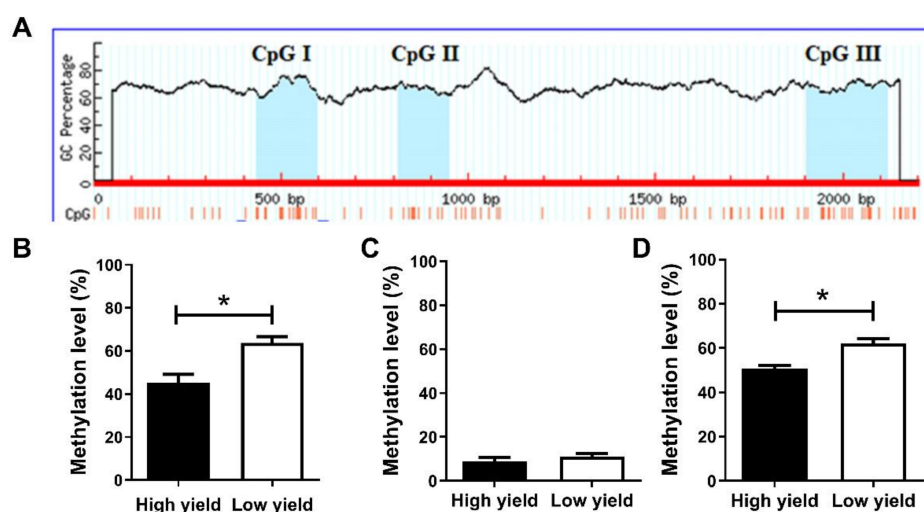 A
CpG I CpG II CpG III
GC Percentage
0 20 40 60 80
0 500 bp 1000 bp 1500 bp 2000 bp
CpG
B
Methylation level (%)
100
80
60
40
20
0
*
High yield Low yield
C
Methylation level (%)
100
80
60
40
20
0
High yield Low yield
D
Methylation level (%)
100
80
60
40
20
0
*
High yield Low yield